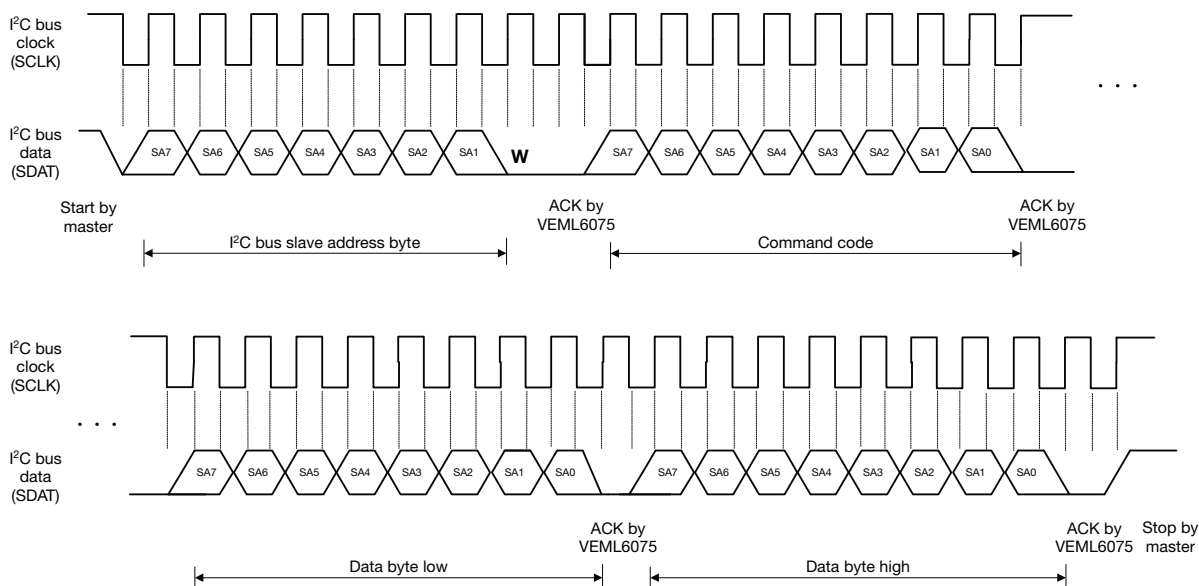 I²C bus
clock
(SCLK)
. . .
I²C bus
data
(SDAT)
SA7 SA6 SA5 SA4 SA3 SA2 SA1 W SA7 SA6 SA5 SA4 SA3 SA2 SA1 SA0
Start by
master
ACK by
VEML6075
ACK by
VEML6075
I²C bus slave address byte
Command code
I²C bus
clock
(SCLK)
. . .
I²C bus
data
(SDAT)
SA7 SA6 SA5 SA4 SA3 SA2 SA1 SA0 SA7 SA6 SA5 SA4 SA3 SA2 SA1 SA0
ACK by
VEML6075
ACK by
VEML6075
Stop by
master
Data byte low
Data byte high